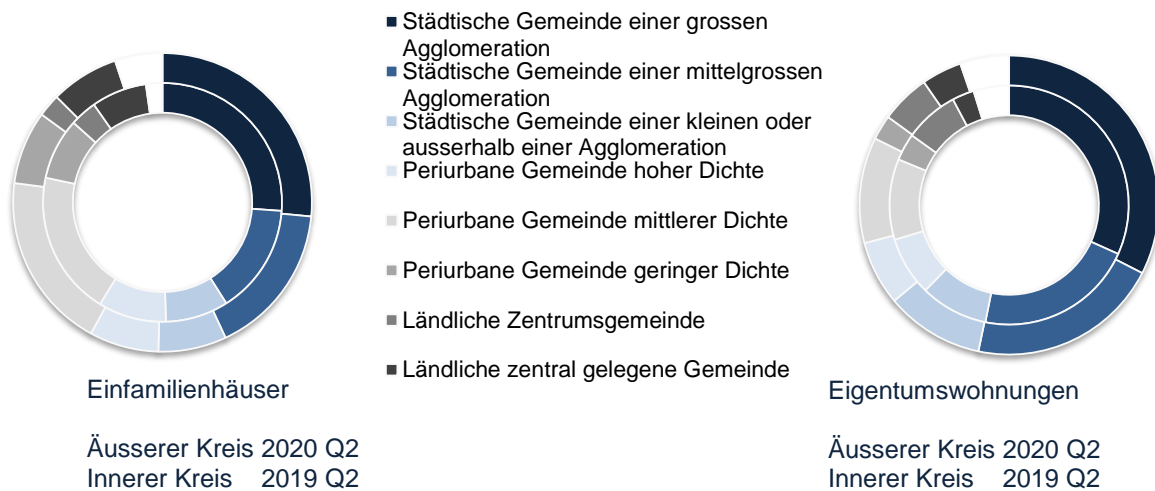 Städtische Gemeinde einer grossen
Agglomeration
Städtische Gemeinde einer mittelgrossen
Agglomeration
Städtische Gemeinde einer kleinen oder
ausserhalb einer Agglomeration
Periurbane Gemeinde hoher Dichte
Periurbane Gemeinde mittlerer Dichte
Periurbane Gemeinde geringer Dichte
Ländliche Zentrumsgemeinde
Ländliche zentral gelegene Gemeinde
Einfamilienhäuser
Äusserer Kreis 2020 Q2
Innerer Kreis 2019 Q2
Eigentumswohnungen
Äusserer Kreis 2020 Q2
Innerer Kreis 2019 Q2